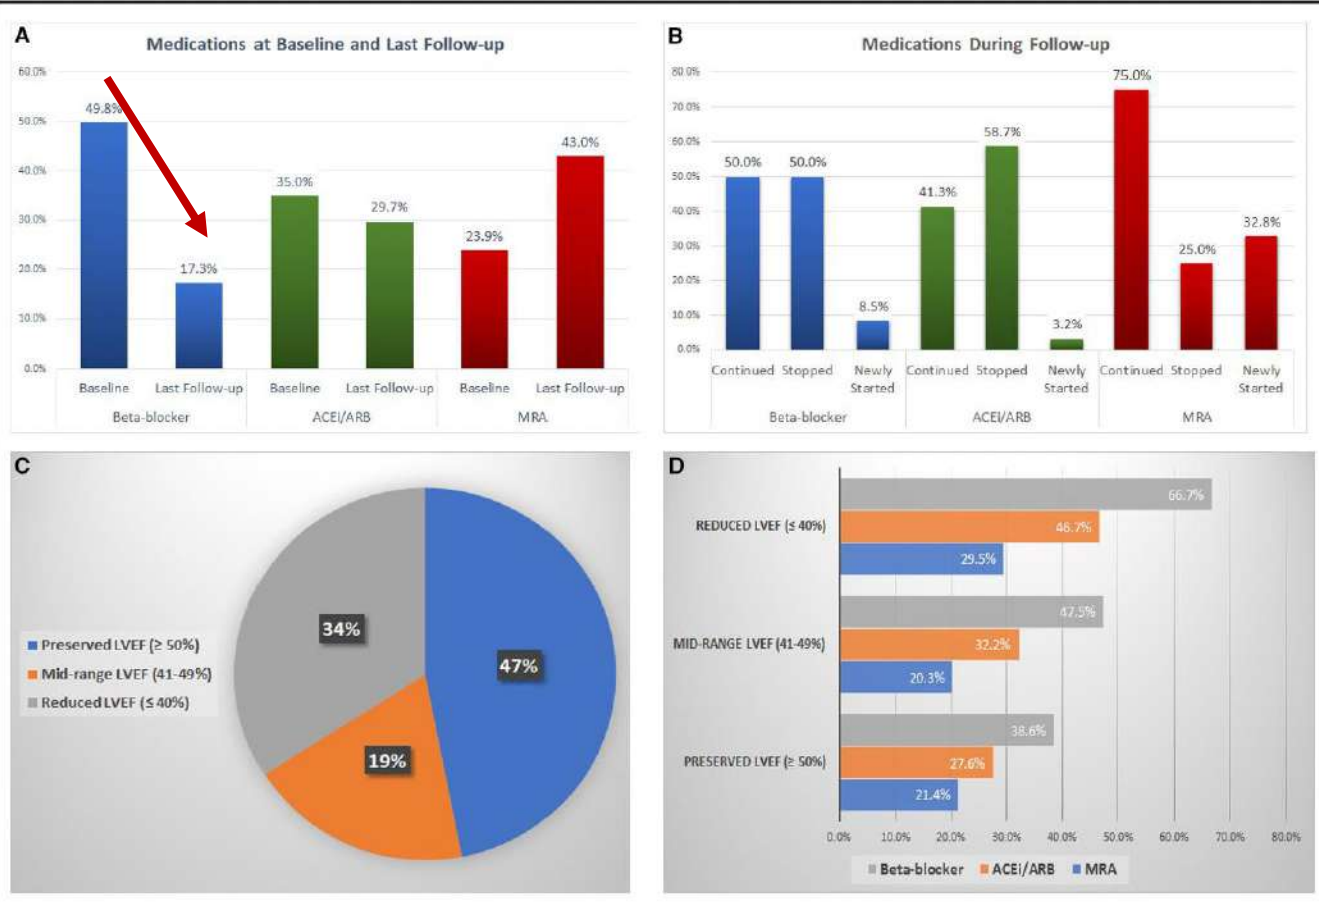 A
Medications at Baseline and Last Follow-up
60.0%
50.0%
40.0%
30.0%
20.0%
10.0%
0.0%
49.8%
17.3%
35.0%
29.7%
23.9%
43.0%
Baseline Last Follow-up Baseline Last Follow-up Baseline Last Follow-up
Beta-blocker ACEi/ARB MRA
B
Medications During Follow-up
80.0%
70.0%
60.0%
50.0%
40.0%
30.0%
20.0%
10.0%
0.0%
50.0%
50.0%
8.5%
41.3%
58.7%
3.2%
75.0%
25.0%
32.8%
Continued Stopped Newly Continued Stopped Newly Continued Stopped Newly
Started Started Started
Beta-blocker ACEi/ARB MRA
C
Preserved LVEF (≥ 50%)
Mid-range LVEF (41-49%)
Reduced LVEF (≤ 40%)
34%
47%
19%
D
REDUCED LVEF (≤ 40%)
66.7%
46.7%
29.5%
MID-RANGE LVEF (41-49%)
47.5%
32.2%
20.3%
PRESERVED LVEF (≥ 50%)
38.6%
27.6%
21.4%
0.0% 10.0% 20.0% 30.0% 40.0% 50.0% 60.0% 70.0% 80.0%
Beta-blocker ACEi/ARB MRA